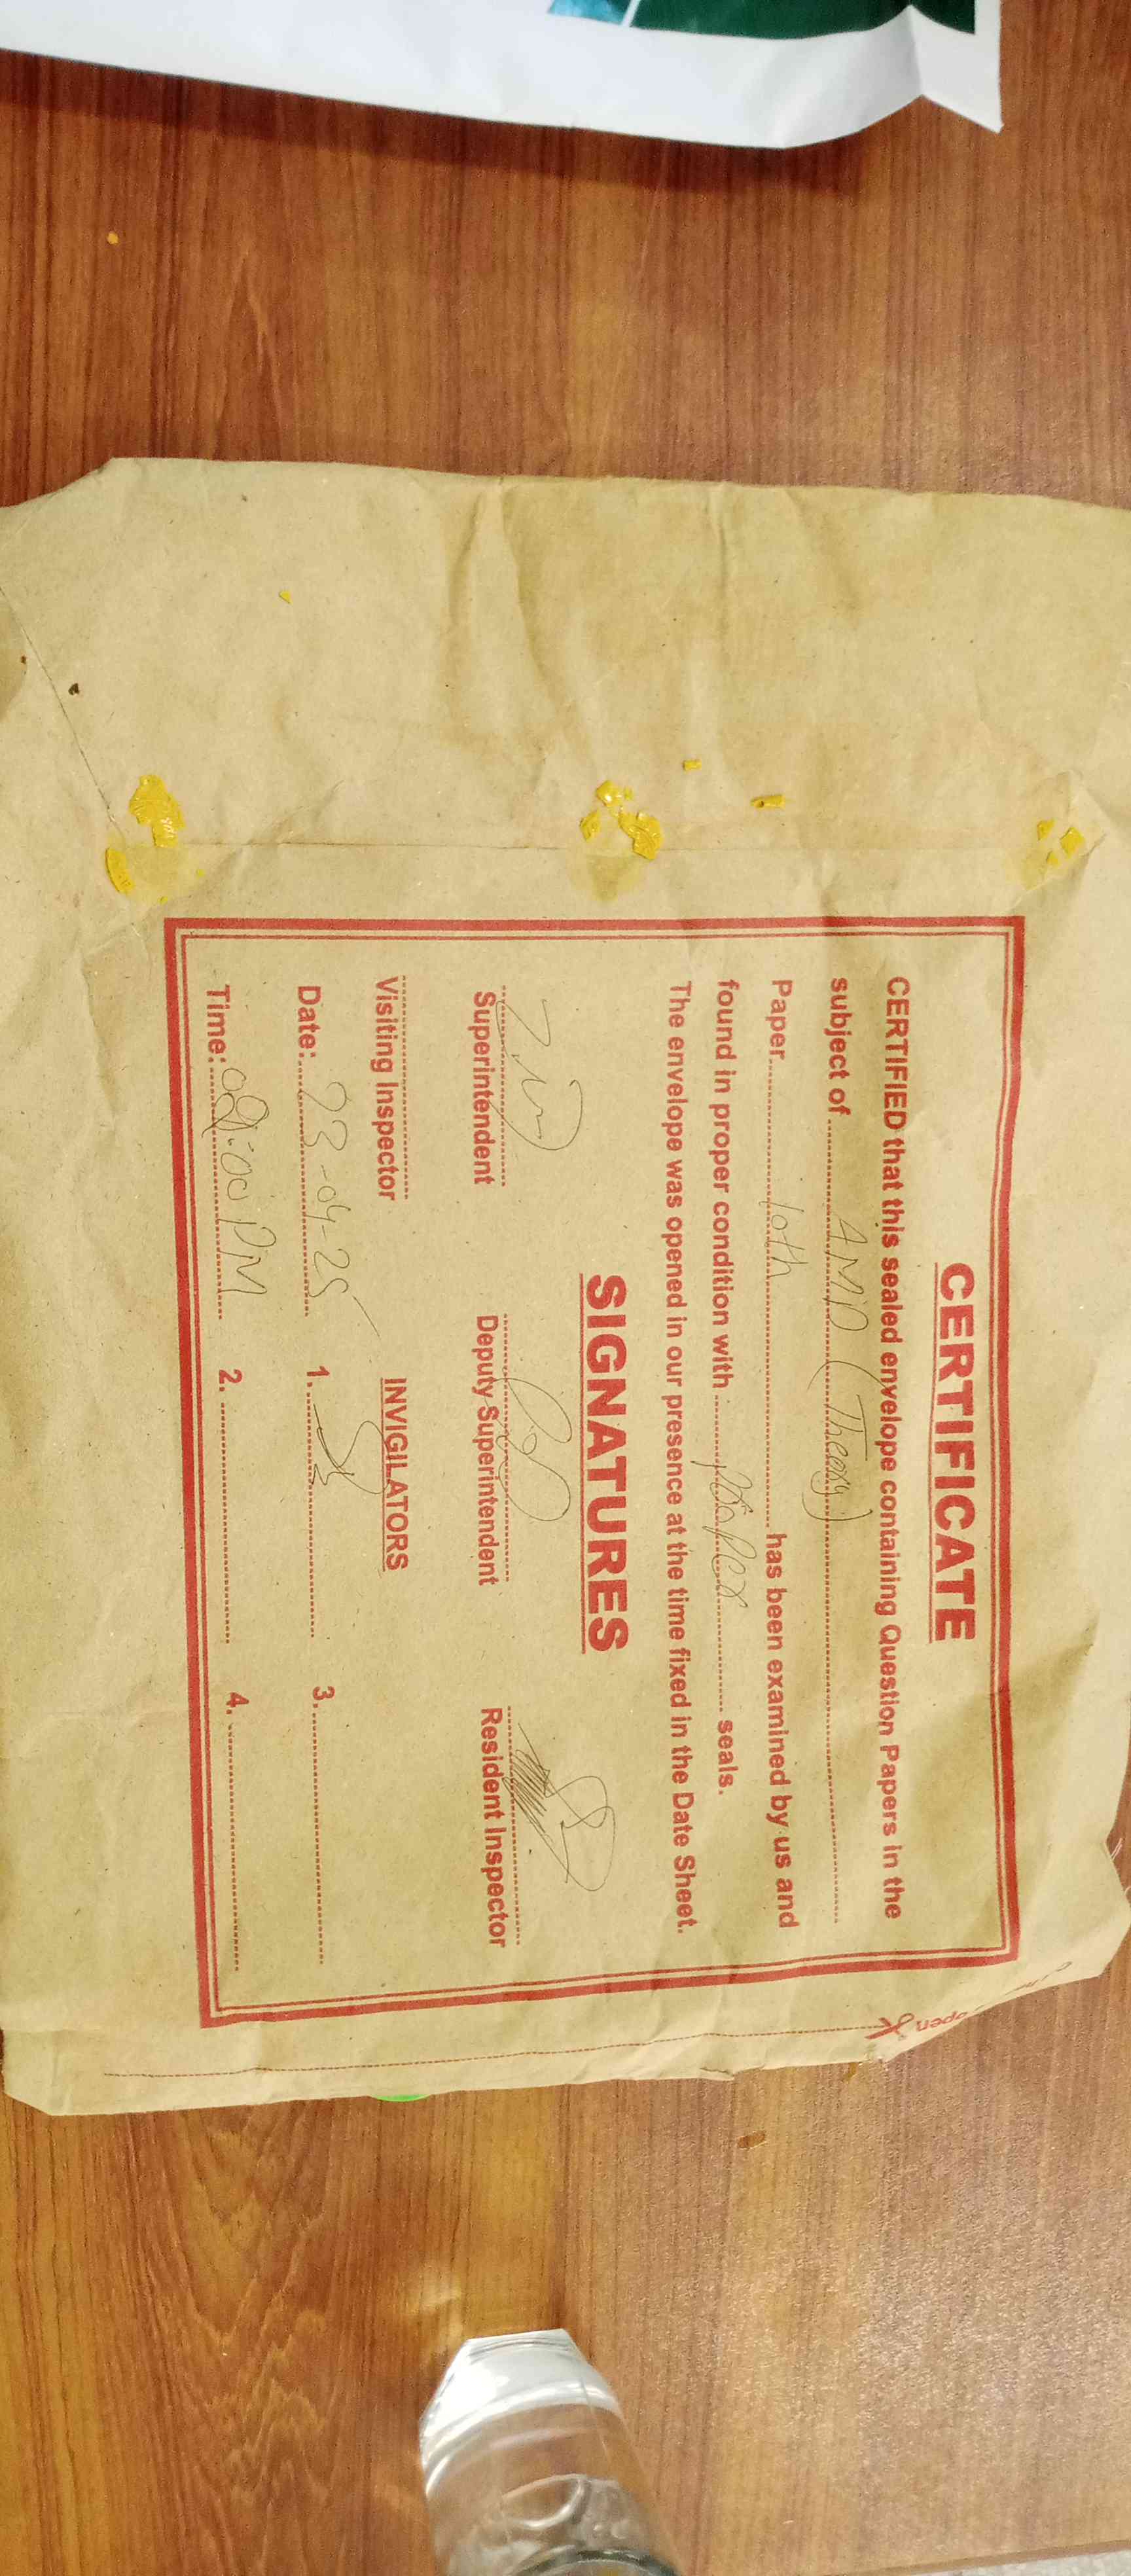 CERTIFICATE
CERTIFIED that this sealed envelope containing Question Papers in the
subject of AMP (Theory)
Paper 10th has been examined by us and
found in proper condition with proper seals.
The envelope was opened in our presence at the time fixed in the Date Sheet.
SIGNATURES
Superintendent Deputy Superintendent Resident Inspector
Visiting Inspector INVIGILATORS
Date: 23-04-25 1. 3.
Time: 02:00 PM 2. 4.
open